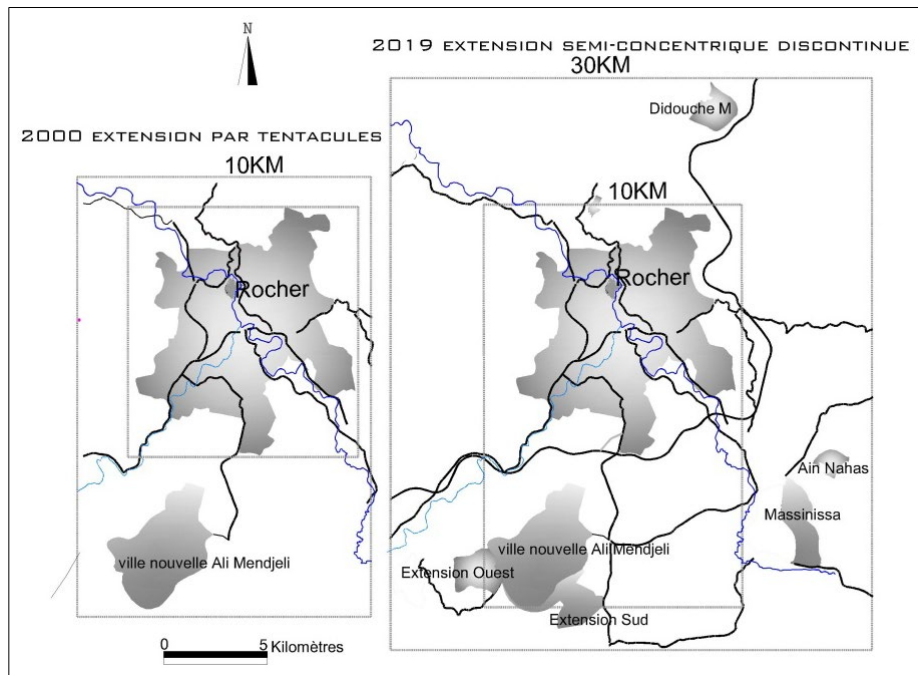 N
2019 EXTENSION SEMI-CONCENTRIQUE DISCONTINUE
30KM
Didouche M
2000 EXTENSION PAR TENTACULES
10KM
10KM
Rocher
Rocher
Ain Nahas
Massinissa
ville nouvelle Ali Mendjeli
ville nouvelle Ali Mendjeli
Extension Ouest
Extension Sud
0 5 Kilomètres